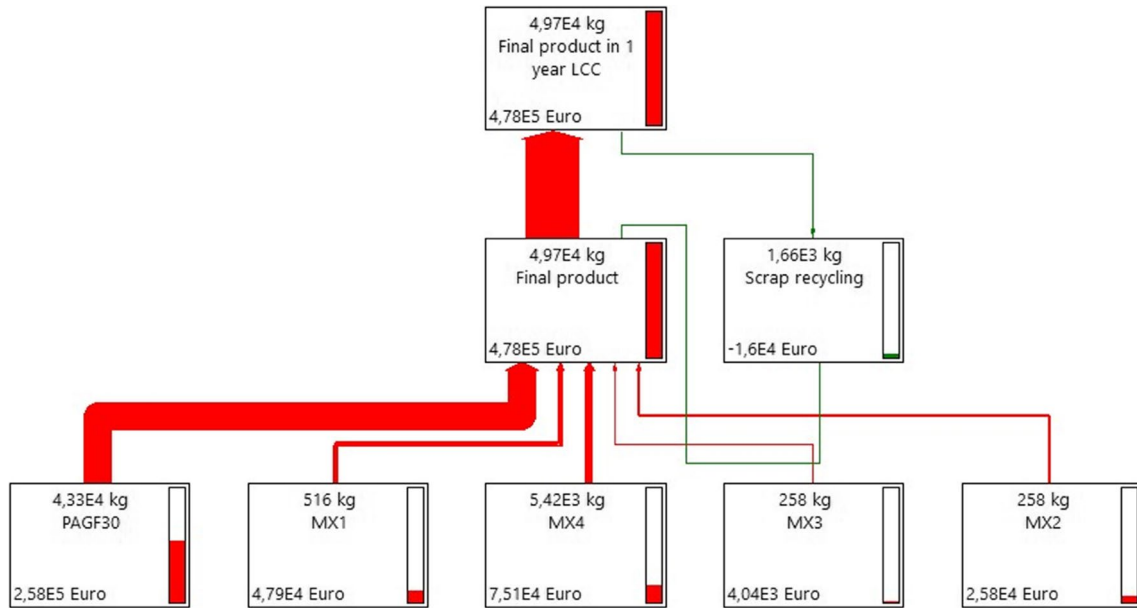 4,97E4 kg
Final product in 1
year LCC
4,78E5 Euro
4,97E4 kg
Final product
4,78E5 Euro
1,66E3 kg
Scrap recycling
-1,6E4 Euro
4,33E4 kg
PAGF30
2,58E5 Euro
516 kg
MX1
4,79E4 Euro
5,42E3 kg
MX4
7,51E4 Euro
258 kg
MX3
4,04E3 Euro
258 kg
MX2
2,58E4 Euro